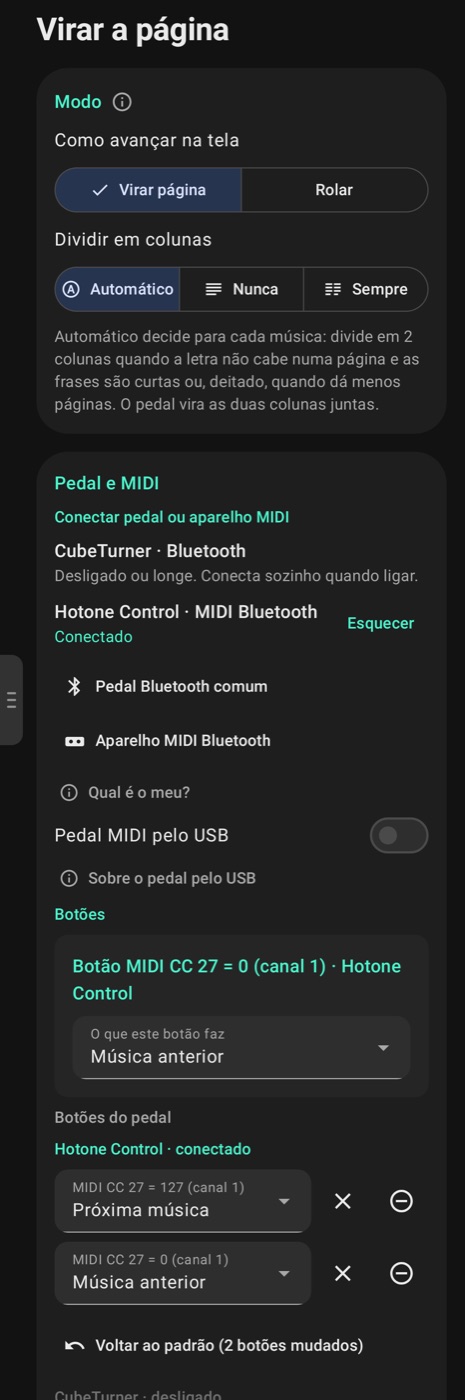 Virar a página
Modo
Como avançar na tela
Virar página
Rolar
Dividir em colunas
Automático
Nunca
Sempre
Automático decide para cada música: divide em 2
colunas quando a letra não cabe numa página e as
frases são curtas ou, deitado, quando dá menos
páginas. O pedal vira as duas colunas juntas.
Pedal e MIDI
Conectar pedal ou aparelho MIDI
CubeTurner · Bluetooth
Desligado ou longe. Conecta sozinho quando ligar.
Hotone Control · MIDI Bluetooth
Conectado
Esquecer
Pedal Bluetooth comum
Aparelho MIDI Bluetooth
Qual é o meu?
Pedal MIDI pelo USB
Sobre o pedal pelo USB
Botões
Botão MIDI CC 27 = 0 (canal 1) · Hotone
Control
O que este botão faz
Música anterior
Botões do pedal
Hotone Control · conectado
MIDI CC 27 = 127 (canal 1)
Próxima música
MIDI CC 27 = 0 (canal 1)
Música anterior
Voltar ao padrão (2 botões mudados)
CubeTurner · desligado